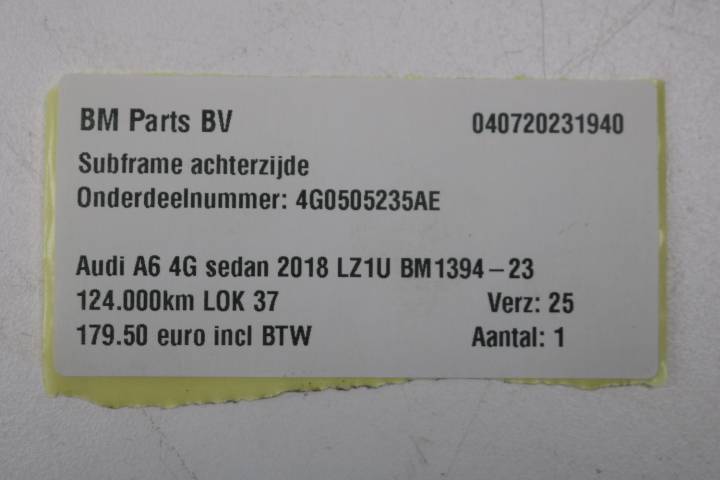 BM Parts BV 040720231940
Subframe achterzijde
Onderdeelnummer: 4G0505235AE
Audi A6 4G sedan 2018 LZ1U BM1394-23
124.000km LOK 37 Verz: 25
179.50 euro incl BTW Aantal: 1